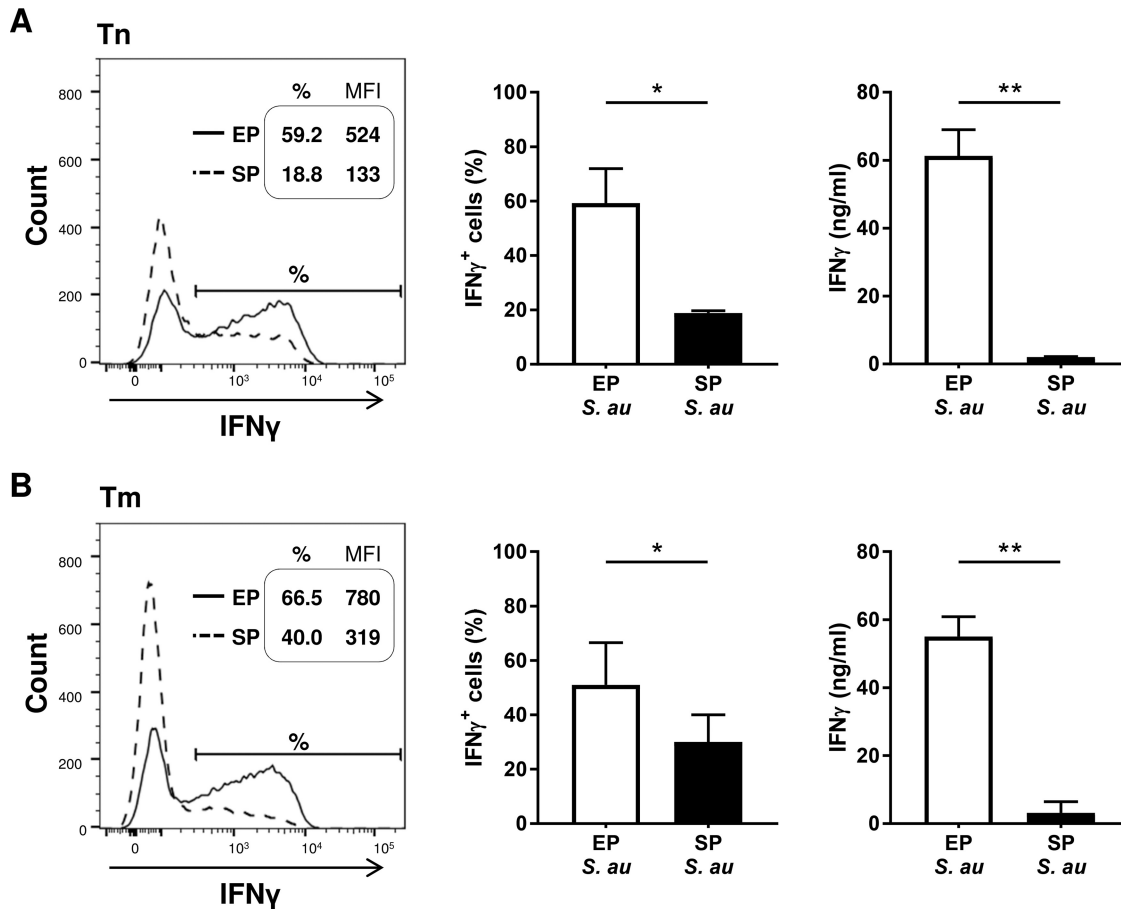 A
Tn
% MFI
EP 59.2 524
SP 18.8 133
%
Count
800
600
400
200
0
0 10³ 10⁴ 10⁵
IFNγ
IFNγ⁺ cells (%)
100
80
60
40
20
0
EP SP
S. au S. au
*
IFNγ (ng/ml)
80
60
40
20
0
EP SP
S. au S. au
**
B
Tm
% MFI
EP 66.5 780
SP 40.0 319
%
Count
800
600
400
200
0
0 10³ 10⁴ 10⁵
IFNγ
IFNγ⁺ cells (%)
100
80
60
40
20
0
EP SP
S. au S. au
*
IFNγ (ng/ml)
80
60
40
20
0
EP SP
S. au S. au
**